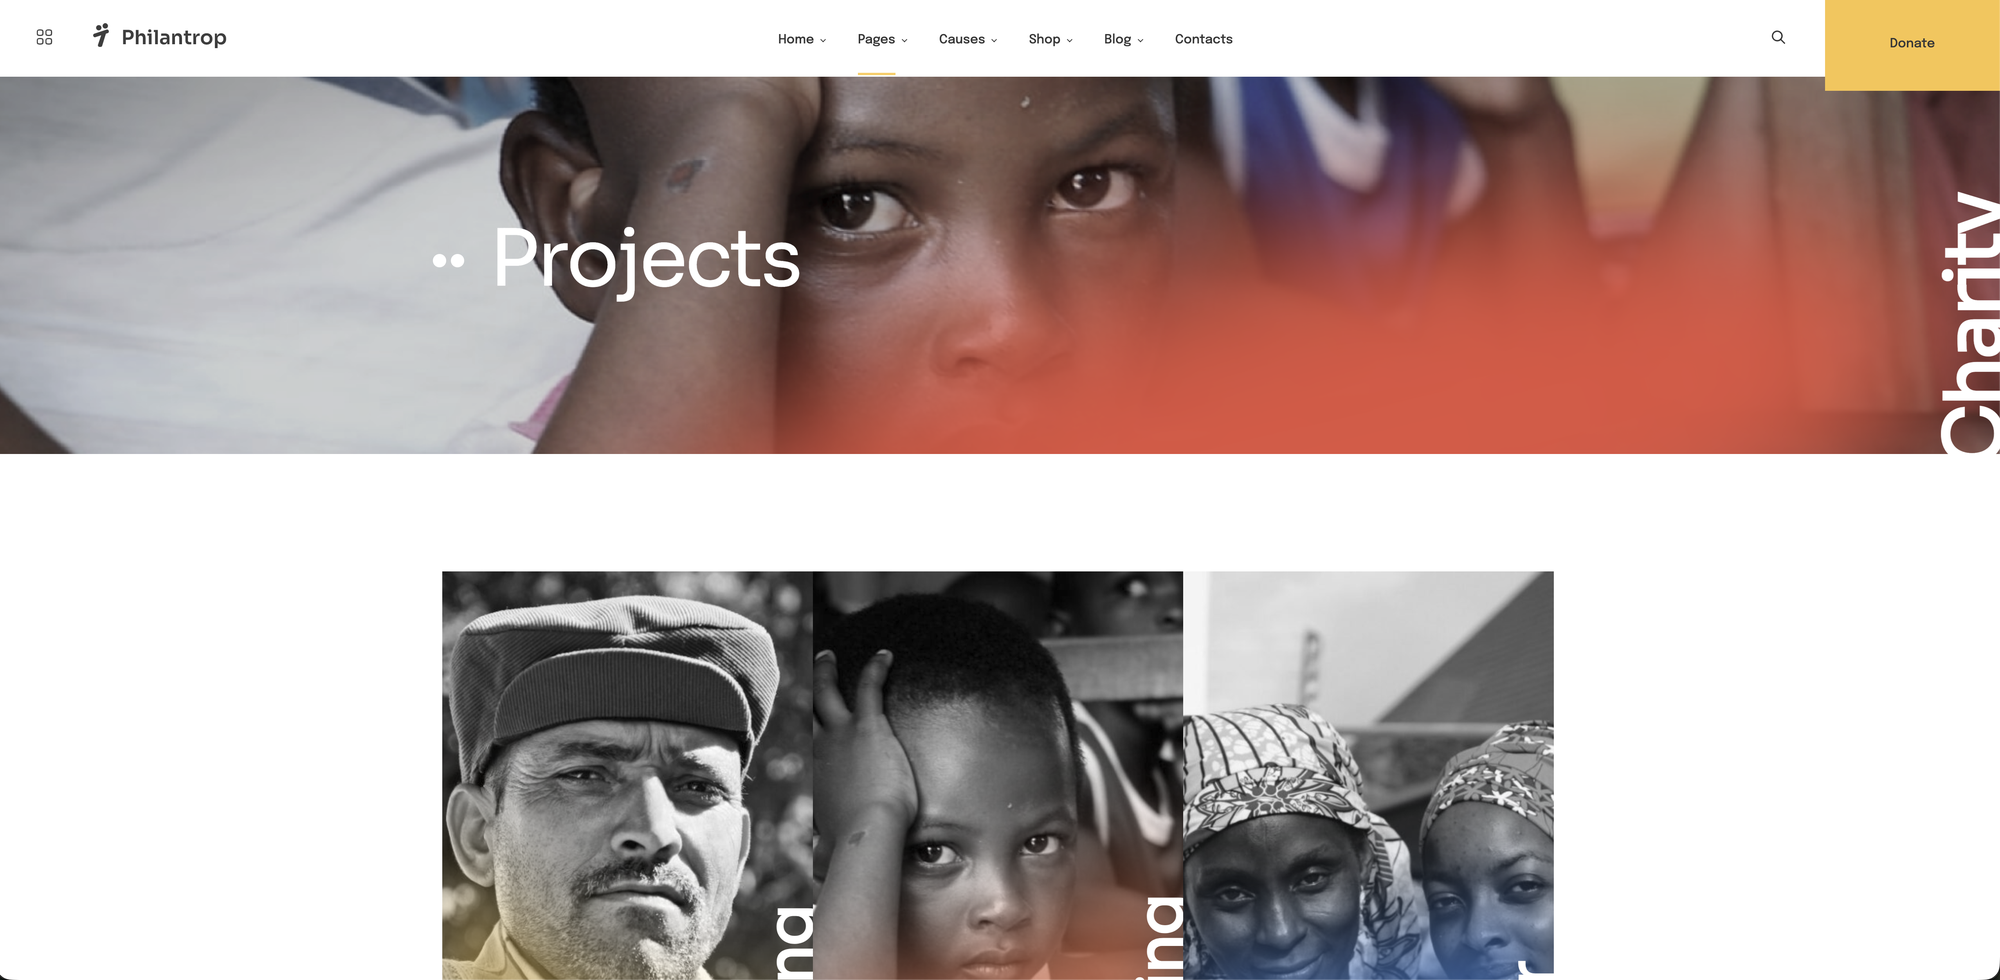 Philantrop
Home
Pages
Causes
Shop
Blog
Contacts
Donate
•• Projects
Charity